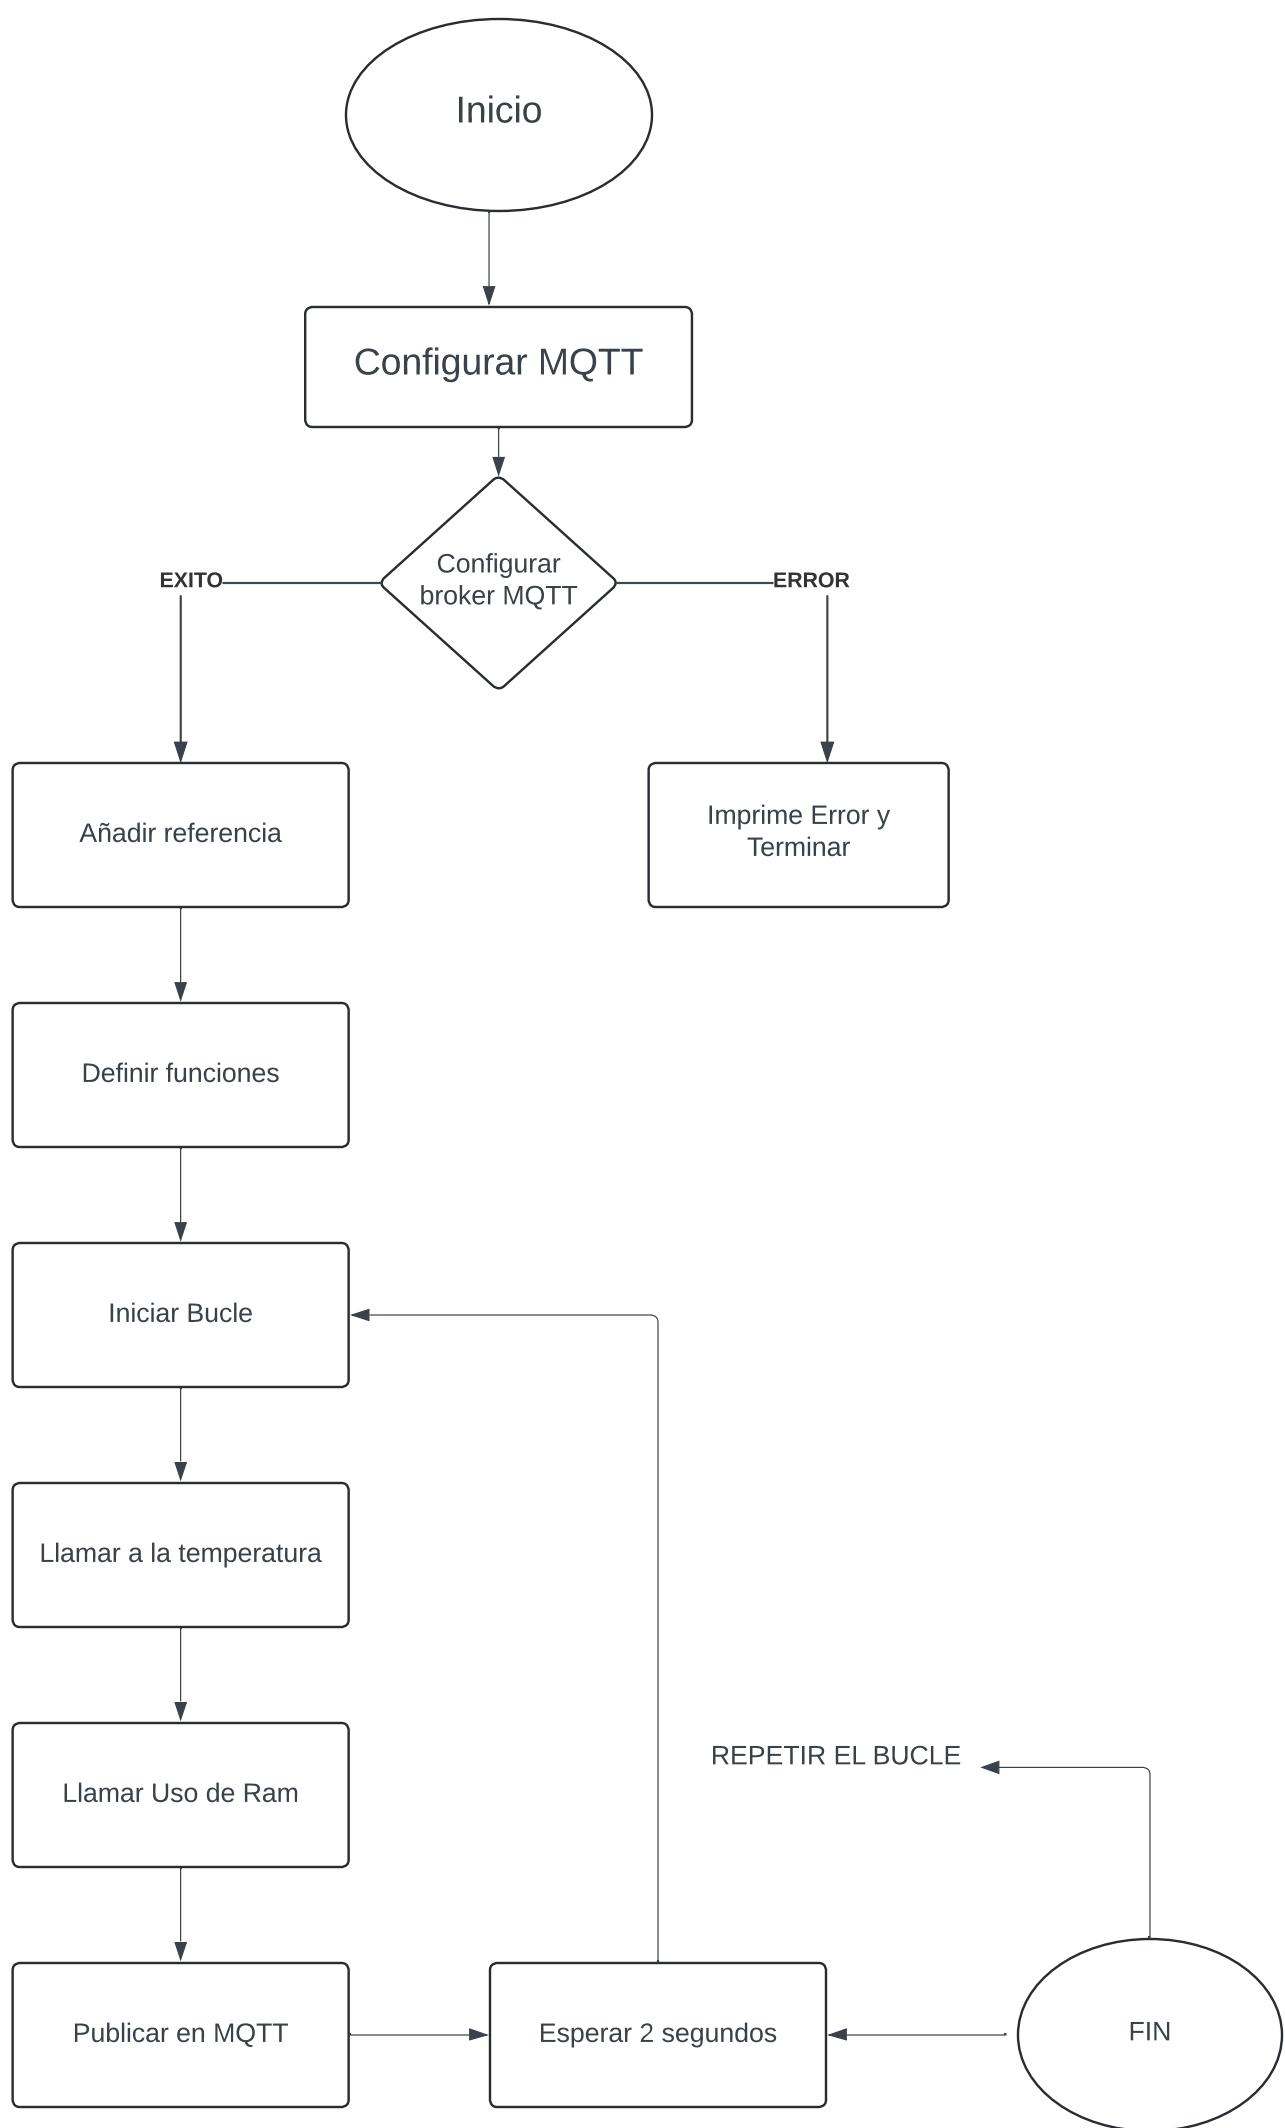 Inicio
Configurar MQTT
Configurar
broker MQTT
EXITO
ERROR
Añadir referencia
Imprime Error y
Terminar
Definir funciones
Iniciar Bucle
Llamar a la temperatura
Llamar Uso de Ram
REPETIR EL BUCLE
Publicar en MQTT
Esperar 2 segundos
FIN